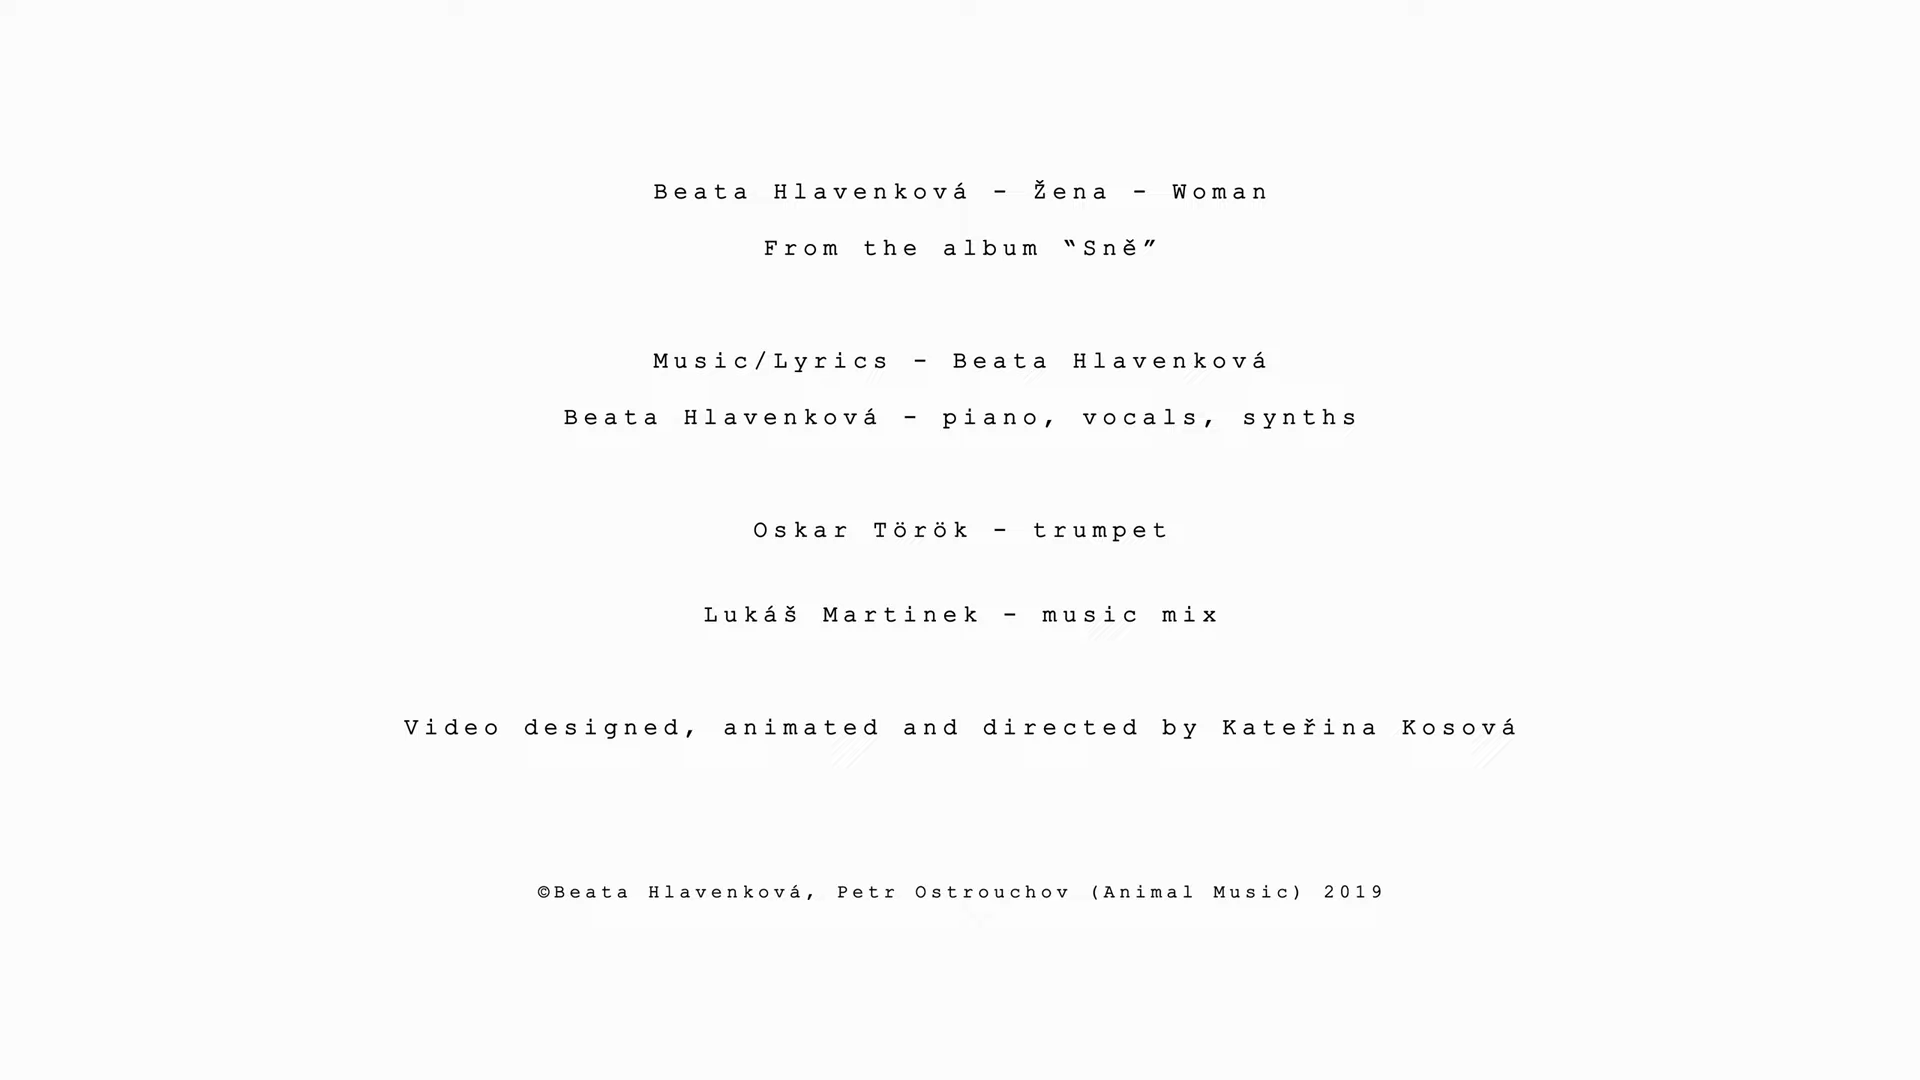 Beata Hlavenková - Žena - Woman
From the album “Sně”
Music/Lyrics - Beata Hlavenková
Beata Hlavenková - piano, vocals, synths
Oskar Török - trumpet
Lukáš Martinek - music mix
Video designed, animated and directed by Kateřina Kosová
©Beata Hlavenková, Petr Ostrouchov (Animal Music) 2019